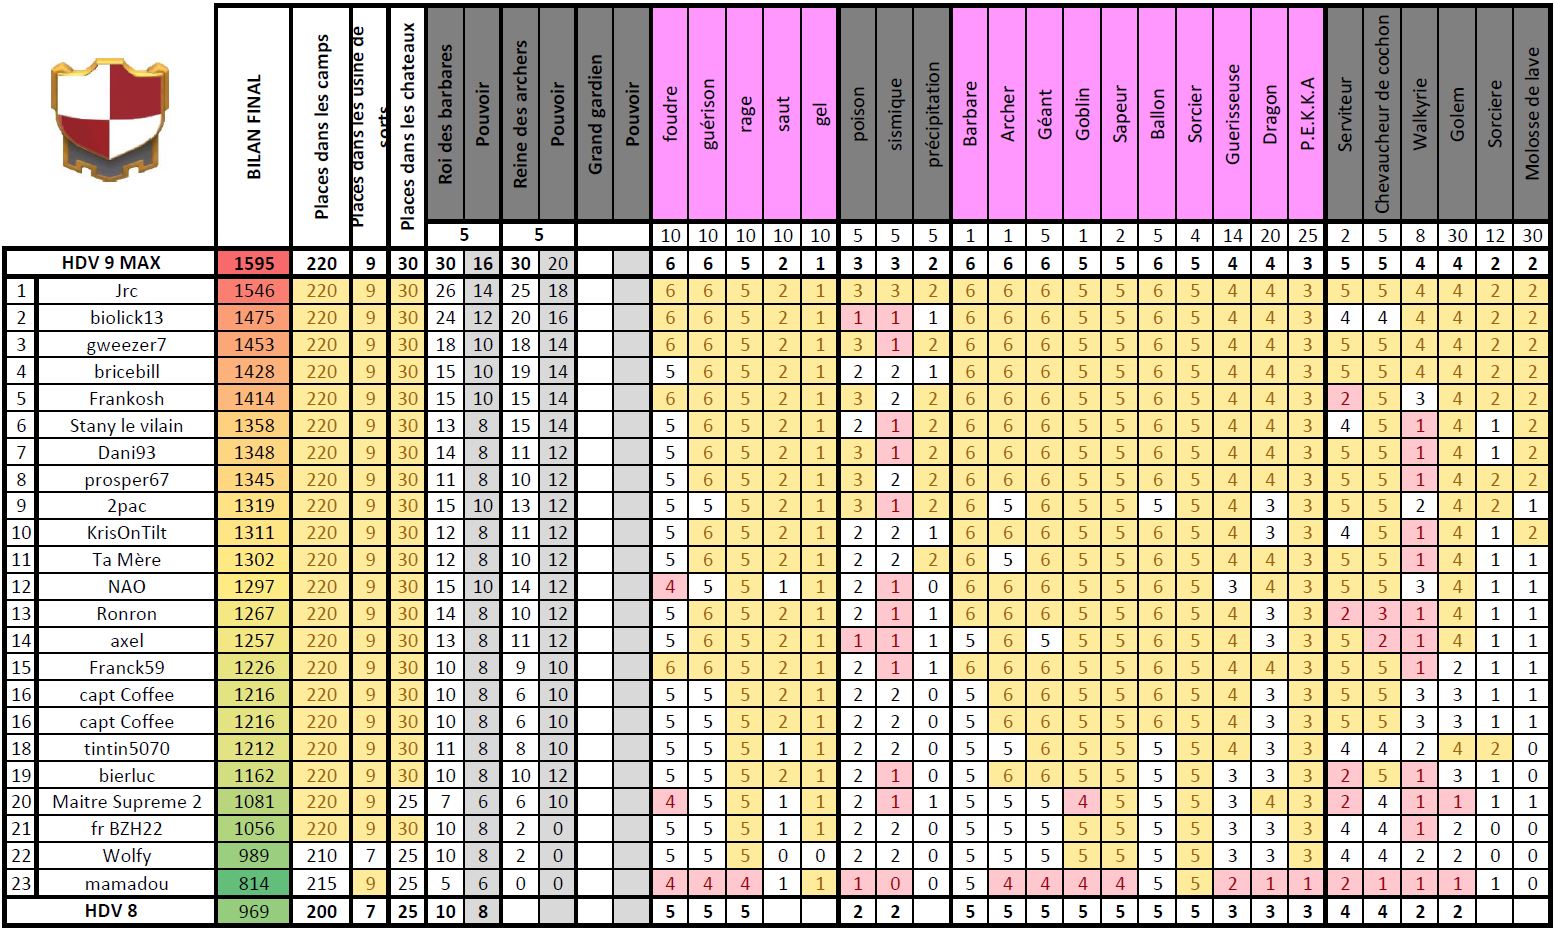 BILAN FINAL Places dans les camps Places dans les usine de sorts Places dans les chateaux Roi des barbares Pouvoir Reine des archers Pouvoir Grand gardien Pouvoir foudre guérison rage saut gel poison sismique précipitation Barbare Archer Géant Goblin Sapeur Ballon Sorcier Guerisseuse Dragon P.E.K.K.A Serviteur Chevaucheur de cochon Walkyrie Golem Sorciere Molosse de lave
5 5 10 10 10 10 10 5 5 5 1 1 5 1 2 5 4 14 20 25 2 5 8 30 12 30
HDV 9 MAX 1595 220 9 30 30 16 30 20 6 6 5 2 1 3 3 2 6 6 6 5 5 6 5 4 4 3 5 5 4 4 2 2
1 Jrc 1546 220 9 30 26 14 25 18 6 6 5 2 1 3 3 2 6 6 6 5 5 6 5 4 4 3 5 5 4 4 2 2
2 biolick13 1475 220 9 30 24 12 20 16 6 6 5 2 1 1 1 1 6 6 6 5 5 6 5 4 4 3 4 4 4 4 2 2
3 gweezer7 1453 220 9 30 18 10 18 14 6 6 5 2 1 3 1 2 6 6 6 5 5 6 5 4 4 3 5 5 4 4 2 2
4 bricebill 1428 220 9 30 15 10 19 14 5 6 5 2 1 2 2 1 6 6 6 5 5 6 5 4 4 3 5 5 4 4 2 2
5 Frankosh 1414 220 9 30 15 10 15 14 6 6 5 2 1 3 2 2 6 6 6 5 5 6 5 4 4 3 2 5 3 4 2 2
6 Stany le vilain 1358 220 9 30 13 8 15 14 5 6 5 2 1 2 1 2 6 6 6 5 5 6 5 4 4 3 4 5 1 4 1 2
7 Dani93 1348 220 9 30 14 8 11 12 5 6 5 2 1 3 1 2 6 6 6 5 5 6 5 4 4 3 5 5 1 4 1 2
8 prosper67 1345 220 9 30 11 8 10 12 5 6 5 2 1 3 2 2 6 6 6 5 5 6 5 4 4 3 5 5 1 4 2 2
9 2pac 1319 220 9 30 15 10 13 12 5 5 5 2 1 3 1 2 6 5 6 5 5 5 5 4 3 3 5 5 2 4 2 1
10 KrisOnTilt 1311 220 9 30 12 8 11 12 5 6 5 2 1 2 2 1 6 6 6 5 5 6 5 4 3 3 4 5 1 4 1 2
11 Ta Mère 1302 220 9 30 12 8 10 12 5 6 5 2 1 2 2 2 6 5 6 5 5 6 5 4 4 3 5 5 1 4 1 1
12 NAO 1297 220 9 30 15 10 14 12 4 5 5 1 1 2 1 0 6 6 6 5 5 6 5 3 4 3 5 5 3 4 1 1
13 Ronron 1267 220 9 30 14 8 10 12 5 6 5 2 1 2 1 1 6 6 6 5 5 6 5 4 3 3 2 3 1 4 1 1
14 axel 1257 220 9 30 13 8 11 12 5 6 5 2 1 1 1 1 5 6 5 5 5 6 5 4 3 3 5 2 1 4 1 1
15 Franck59 1226 220 9 30 10 8 9 10 6 6 5 2 1 2 1 1 6 6 6 5 5 6 5 4 4 3 5 5 1 2 1 1
16 capt Coffee 1216 220 9 30 10 8 6 10 5 5 5 2 1 2 2 0 5 6 6 5 5 6 5 4 3 3 5 5 3 3 1 1
16 capt Coffee 1216 220 9 30 10 8 6 10 5 5 5 2 1 2 2 0 5 6 6 5 5 6 5 4 3 3 5 5 3 3 1 1
18 tintin5070 1212 220 9 30 11 8 8 10 5 5 5 1 1 2 2 0 5 5 6 5 5 5 5 4 3 3 4 4 2 4 2 0
19 bierluc 1162 220 9 30 10 8 10 12 5 5 5 2 1 2 1 0 5 6 6 5 5 5 5 3 3 3 2 5 1 3 1 0
20 Maitre Supreme 2 1081 220 9 25 7 6 6 10 4 5 5 1 1 2 1 1 5 5 5 4 5 5 5 3 4 3 2 4 1 1 1 1
21 fr BZH22 1056 220 9 30 10 8 2 0 5 5 5 1 1 2 2 0 5 5 5 5 5 5 5 3 3 3 4 4 1 2 0 0
22 Wolfy 989 210 7 25 10 8 2 0 5 5 5 0 0 2 2 0 5 5 5 5 5 5 5 3 3 3 4 4 2 2 0 0
23 mamadou 814 215 9 25 5 6 0 0 4 4 4 1 1 1 0 0 5 4 4 4 4 5 5 2 1 1 2 1 1 1 1 0
HDV 8 969 200 7 25 10 8 5 5 5 2 2 5 5 5 5 5 5 5 3 3 3 4 4 2 2